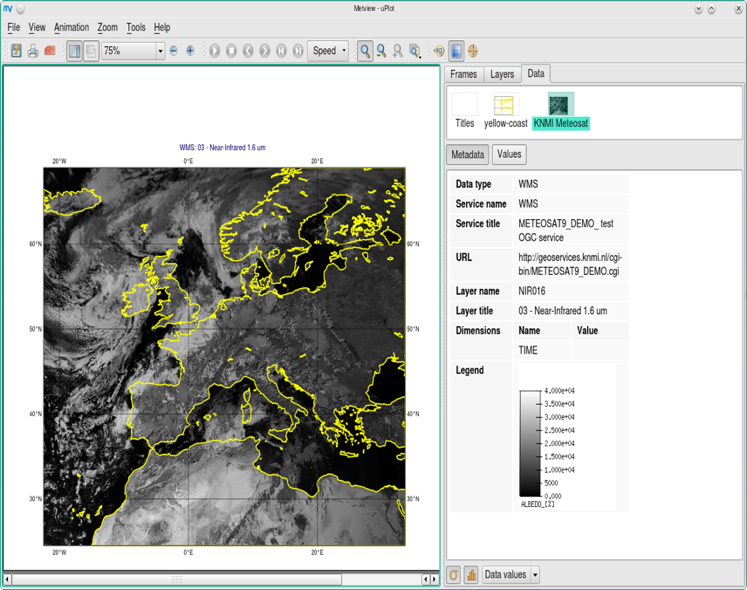 Metview - uPlot
File View Animation Zoom Tools Help
75% Speed
Frames Layers Data
Titles yellow-coast KNMI Meteosat
Metadata Values
WMS: 03 - Near-Infrared 1.6 um
20°W 0°E 20°E
60°N 60°N
50°N 50°N
40°N 40°N
30°N 30°N
20°W 0°E 20°E
Data type WMS
Service name WMS
Service title METEOSAT9_DEMO_ test
OGC service
URL http://geoservices.knmi.nl/cgi-
bin/METEOSAT9_DEMO.cgi
Layer name NIR016
Layer title 03 - Near-Infrared 1.6 um
Dimensions Name Value
TIME
Legend
4.000e+04
3.500e+04
3.000e+04
2.500e+04
2.000e+04
1.500e+04
1.000e+04
5000
0.000
ALBEDO_[%]
Data values